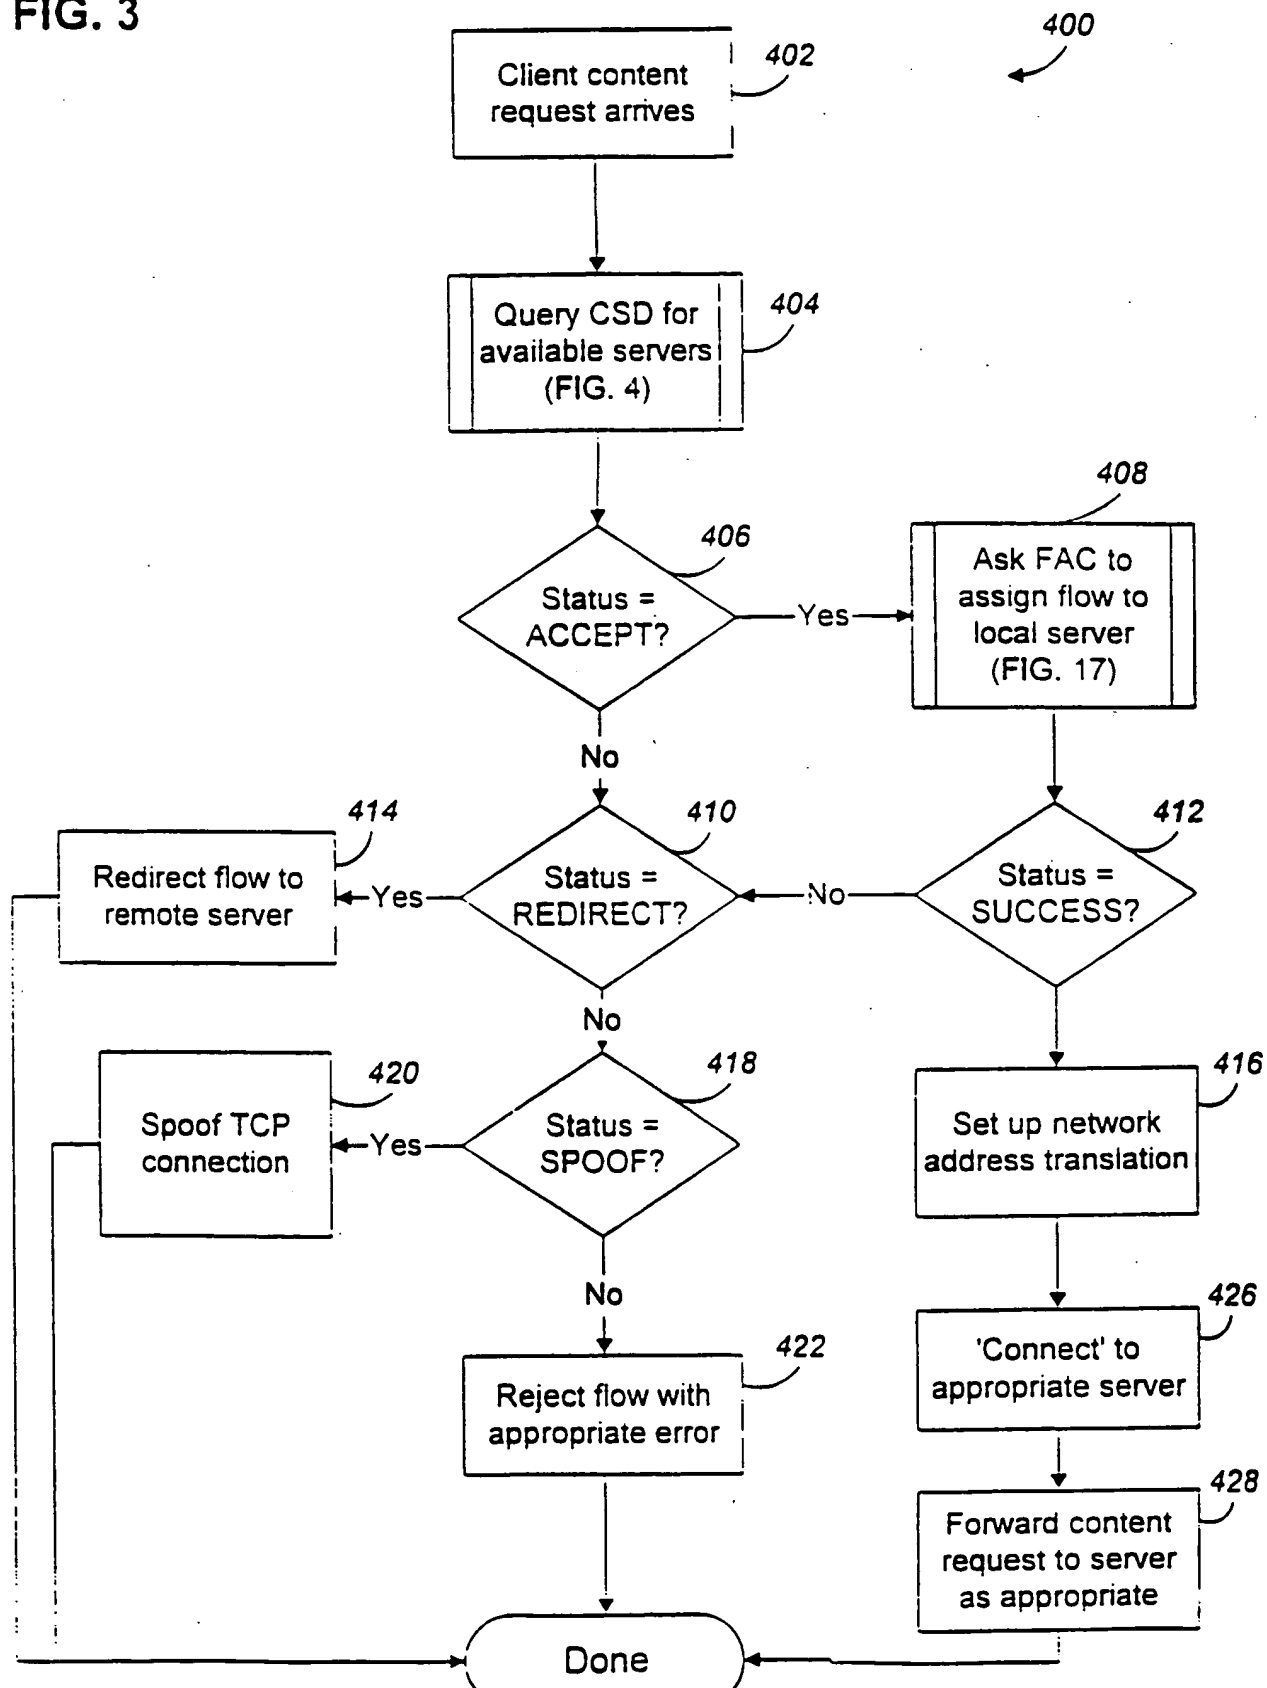 FIG. 3
400
402
Client content
request arrives
404
Query CSD for
available servers
(FIG. 4)
406
Status =
ACCEPT?
Yes
408
Ask FAC to
assign flow to
local server
(FIG. 17)
No
414
Redirect flow to
remote server
Yes
410
Status =
REDIRECT?
No
412
Status =
SUCCESS?
No
420
Spoof TCP
connection
Yes
418
Status =
SPOOF?
416
Set up network
address translation
No
422
Reject flow with
appropriate error
426
'Connect' to
appropriate server
428
Forward content
request to server
as appropriate
Done